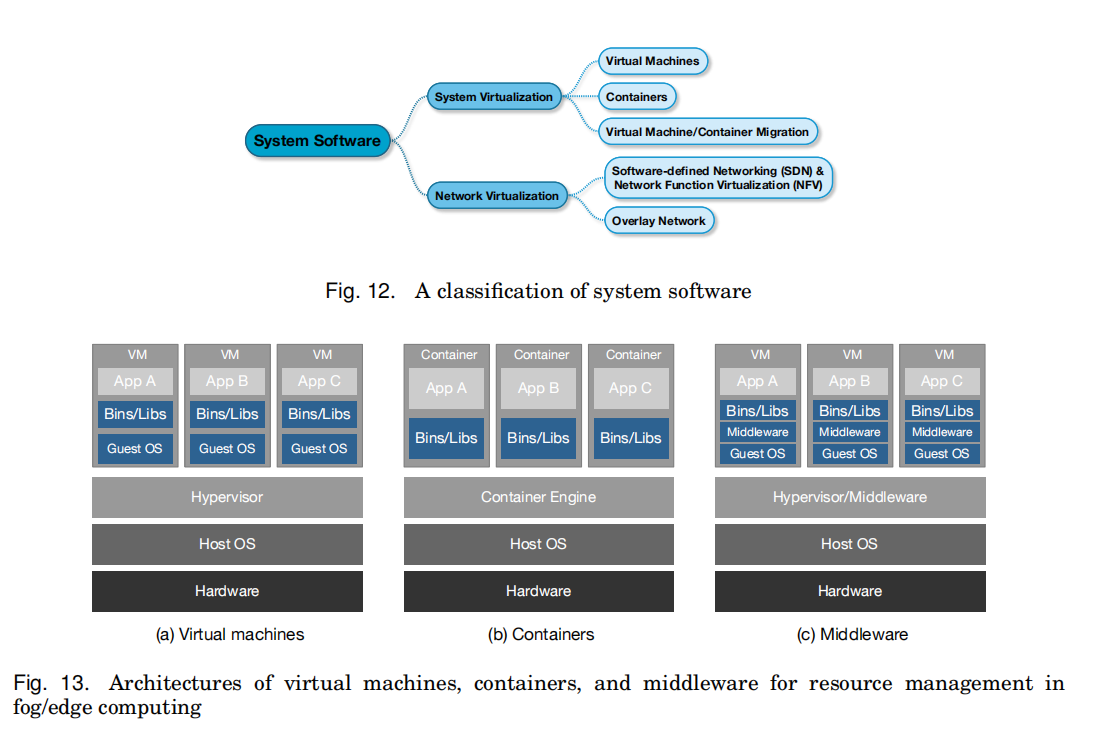 Virtual Machines
System Virtualization
Containers
Virtual Machine/Container Migration
System Software
Software-defined Networking (SDN) &
Network Function Virtualization (NFV)
Network Virtualization
Overlay Network
Fig. 12. A classification of system software
VM
App A
Bins/Libs
Guest OS
VM
App B
Bins/Libs
Guest OS
VM
App C
Bins/Libs
Guest OS
Hypervisor
Host OS
Hardware
(a) Virtual machines
Container
App A
Bins/Libs
Container
App B
Bins/Libs
Container
App C
Bins/Libs
Container Engine
Host OS
Hardware
(b) Containers
VM
App A
Bins/Libs
Middleware
Guest OS
VM
App B
Bins/Libs
Middleware
Guest OS
VM
App C
Bins/Libs
Middleware
Guest OS
Hypervisor/Middleware
Host OS
Hardware
(c) Middleware
Fig. 13. Architectures of virtual machines, containers, and middleware for resource management in
fog/edge computing